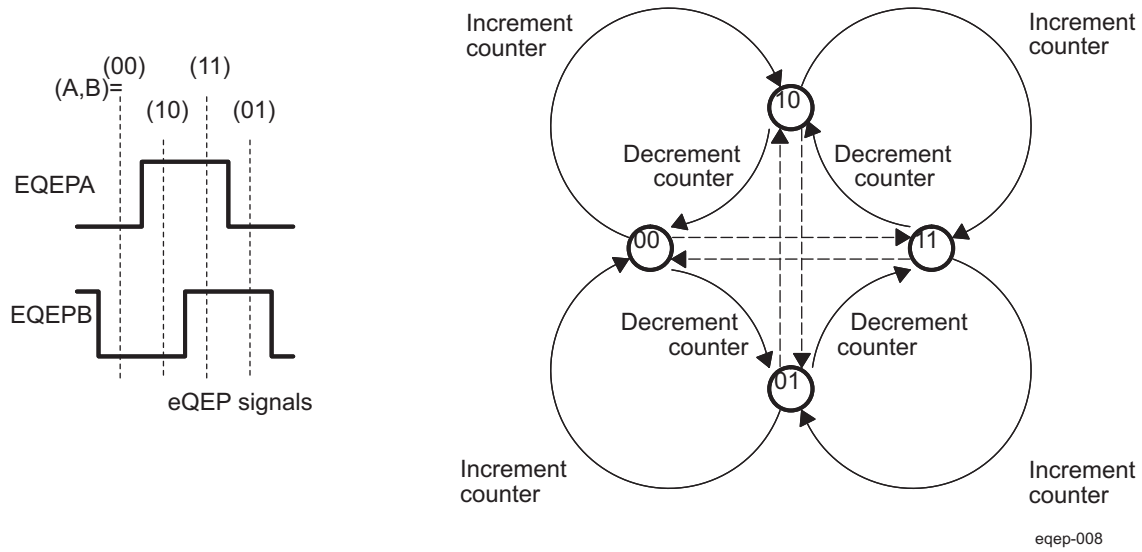 (00)
(11)
(A,B)=
(10)
(01)
EQEPA
EQEPB
eQEP signals
Increment
counter
Increment
counter
10
Decrement
counter
Decrement
counter
00
11
Decrement
counter
Decrement
counter
01
Increment
counter
Increment
counter
eqep-008